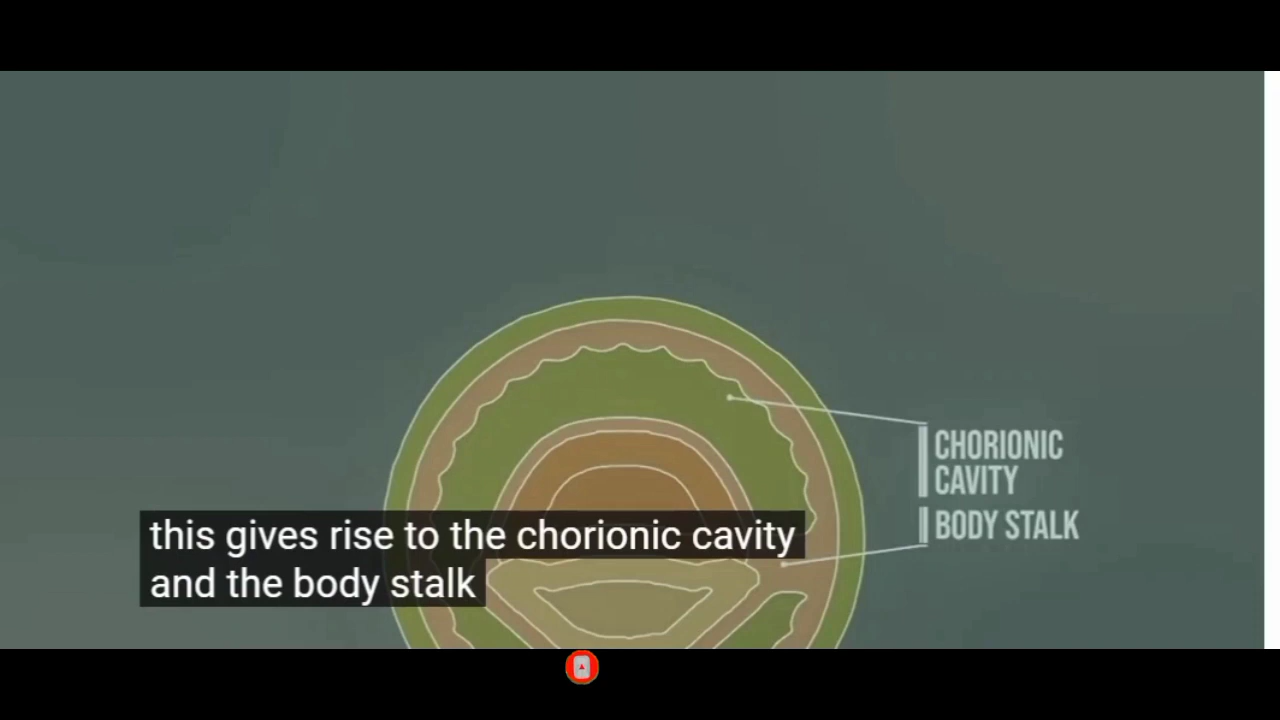 CHORIONIC
CAVITY
BODY STALK
this gives rise to the chorionic cavity
and the body stalk